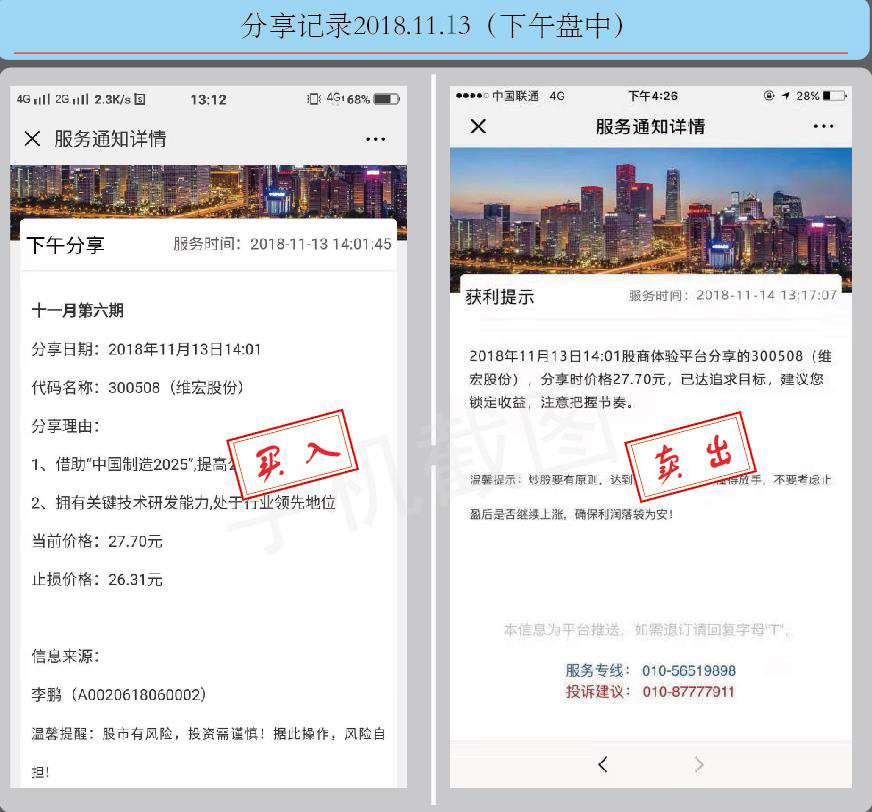 分享记录2018.11.13（下午盘中）
4G 2G 2.3K/s 13:12 4G 68%
服务通知详情
下午分享 服务时间：2018-11-13 14:01:45
十一月第六期
分享日期：2018年11月13日14:01
代码名称：300508（维宏股份）
分享理由：
1、借助"中国制造2025",提高
买入
2、拥有关键技术研发能力,处于行业领先地位
当前价格：27.70元
止损价格：26.31元
信息来源：
李鹏（A0020618060002）
温馨提醒：股市有风险，投资需谨慎！据此操作，风险自
担！
中国联通 4G 下午4:26 28%
服务通知详情
获利提示 服务时间：2018-11-14 13:17:07
2018年11月13日14:01股商体验平台分享的300508（维
宏股份），分享时价格27.70元，已达追求目标，建议您
锁定收益，注意把握节奏。
卖出
温馨提示：炒股要有原则，达到 得放手，不要考虑止
盈后是否继续上涨，确保利润落袋为安！
本信息为平台推送，如需退订请回复字母"T"。
服务专线： 010-56519898
投诉建议： 010-87777911
手机截图